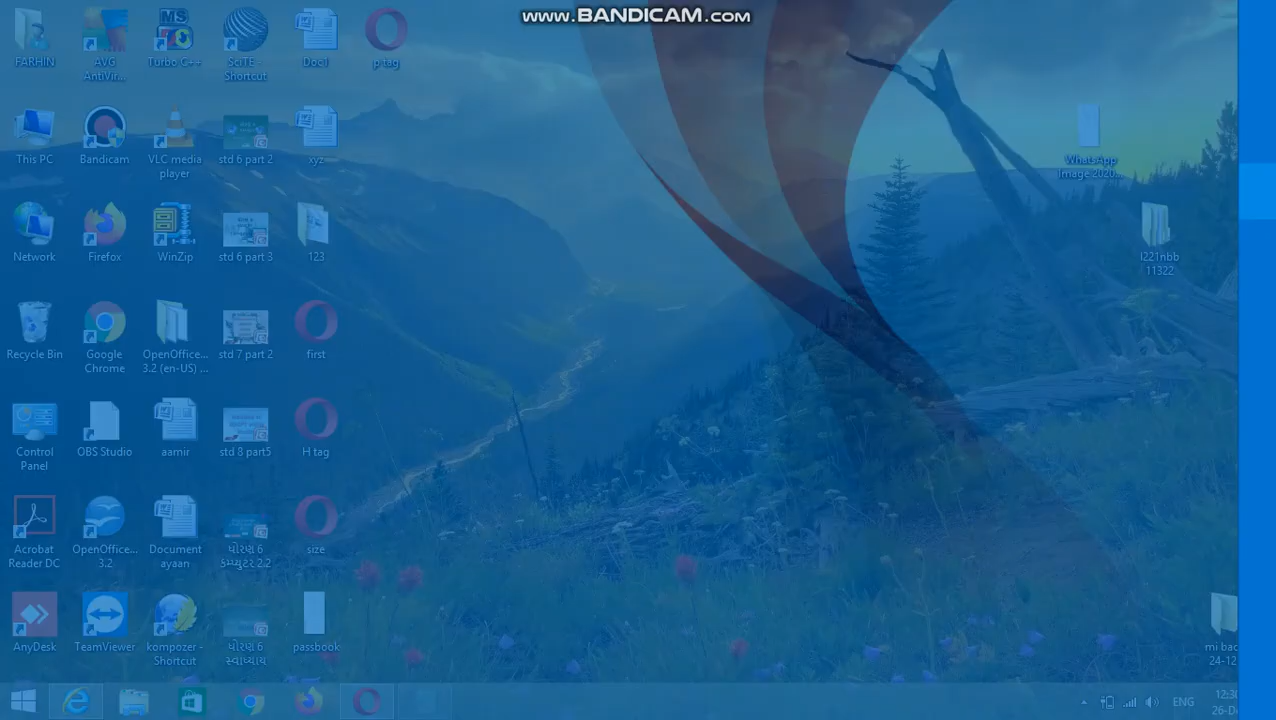 www.BANDICAM.com
FARHIN
AVG
AntiVir...
Turbo C++
SciTE -
Shortcut
Doc1
p tag
This PC
Bandicam
VLC media
player
std 6 part 2
xyz
WhatsApp
Image 2020...
Network
Firefox
WinZip
std 6 part 3
123
l221nbb
11322
Recycle Bin
Google
Chrome
OpenOffice...
3.2 (en-US) ...
std 7 part 2
first
Control
Panel
OBS Studio
aamir
std 8 part5
H tag
Acrobat
Reader DC
OpenOffice...
3.2
Document
ayaan
ધોરણ 6
કમ્પ્યુટર 2.2
size
AnyDesk
TeamViewer
kompozer -
Shortcut
ધોરણ 6
સ્વાધ્યાય
passbook
mi bac
24-12
ENG
12:30
26-D